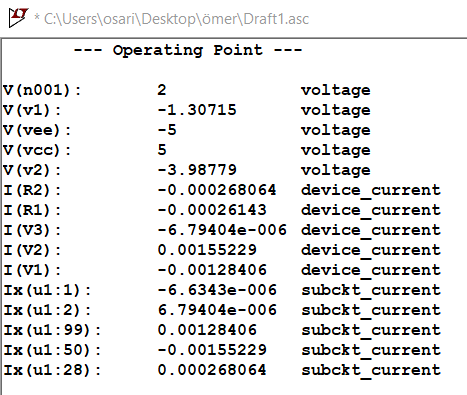 * C:\Users\osari\Desktop\ömer\Draft1.asc
--- Operating Point ---
V(n001): 2 voltage
V(v1): -1.30715 voltage
V(vee): -5 voltage
V(vcc): 5 voltage
V(v2): -3.98779 voltage
I(R2): -0.000268064 device_current
I(R1): -0.00026143 device_current
I(V3): -6.79404e-006 device_current
I(V2): 0.00155229 device_current
I(V1): -0.00128406 device_current
Ix(u1:1): -6.6343e-006 subckt_current
Ix(u1:2): 6.79404e-006 subckt_current
Ix(u1:99): 0.00128406 subckt_current
Ix(u1:50): -0.00155229 subckt_current
Ix(u1:28): 0.000268064 subckt_current